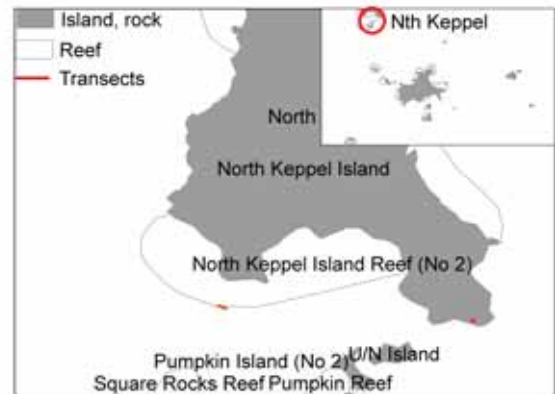 Island, rock
Reef
Transects
Nth Keppel
North
North Keppel Island
North Keppel Island Reef (No 2)
U/N Island
Pumpkin Island (No 2)
Square Rocks Reef Pumpkin Reef